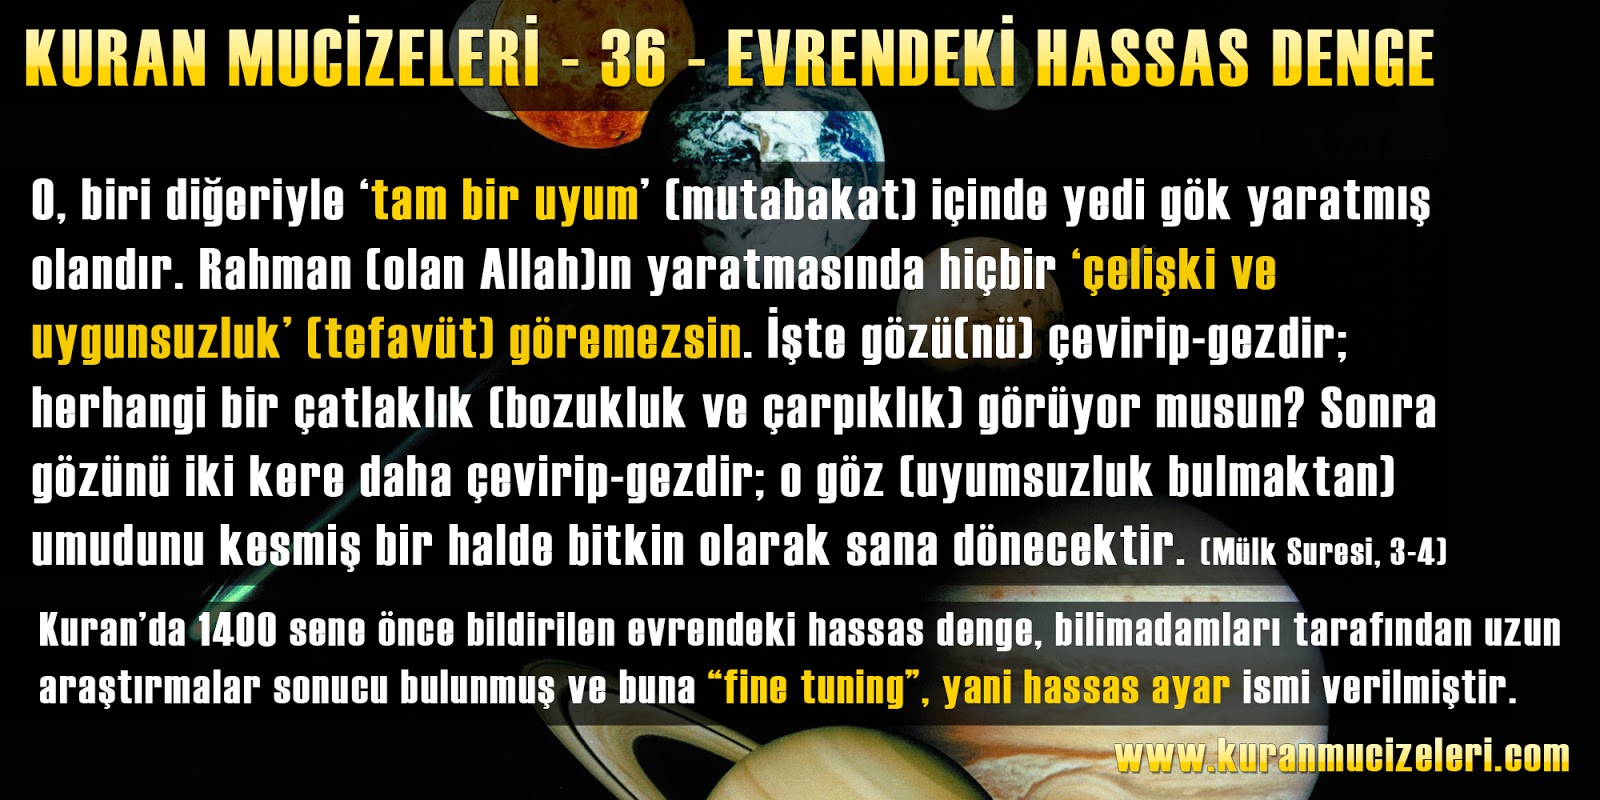 KURAN MUCİZELERİ - 36 - EVRENDEKİ HASSAS DENGE
O, biri diğeriyle ‘tam bir uyum’ (mutabakat) içinde yedi gök yaratmış
olandır. Rahman (olan Allah)ın yaratmasında hiçbir ‘çelişki ve
uygunsuzluk’ (tefavüt) göremezsin. İşte gözü(nü) çevirip-gezdir;
herhangi bir çatlaklık (bozukluk ve çarpıklık) görüyor musun? Sonra
gözünü iki kere daha çevirip-gezdir; o göz (uyumsuzluk bulmaktan)
umudunu kesmiş bir halde bitkin olarak sana dönecektir. (Mülk Suresi, 3-4)
Kuran’da 1400 sene önce bildirilen evrendeki hassas denge, bilimadamları tarafından uzun
araştırmalar sonucu bulunmuş ve buna “fine tuning”, yani hassas ayar ismi verilmiştir.
www.kuranmucizeleri.com